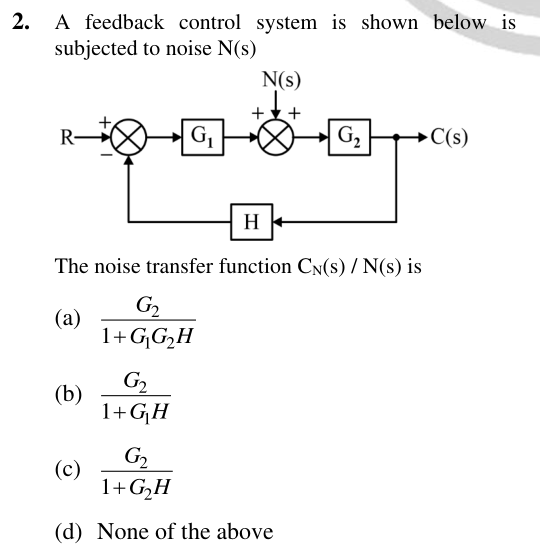 2. A feedback control system is shown below is
subjected to noise N(s)
N(s)
+ +
+
R G₁ G₂ C(s)
−
H
The noise transfer function C_N(s) / N(s) is
(a) G₂ / (1+G₁G₂H)
(b) G₂ / (1+G₁H)
(c) G₂ / (1+G₂H)
(d) None of the above